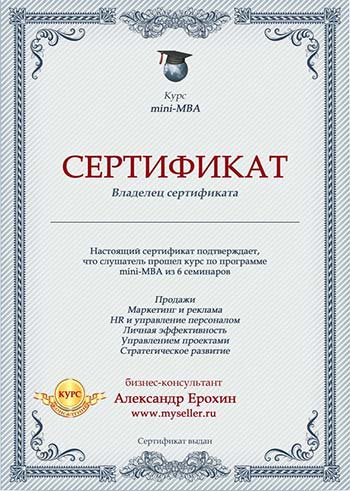 Курс
mini-MBA
СЕРТИФИКАТ
Владелец сертификата
Настоящий сертификат подтверждает,
что слушатель прошел курс по программе
mini-MBA из 6 семинаров
Продажи
Маркетинг и реклама
HR и управление персоналом
Личная эффективность
Управлением проектами
Стратегическое развитие
КУРС
бизнес-консультант
Александр Ерохин
www.myseller.ru
Сертификат выдан